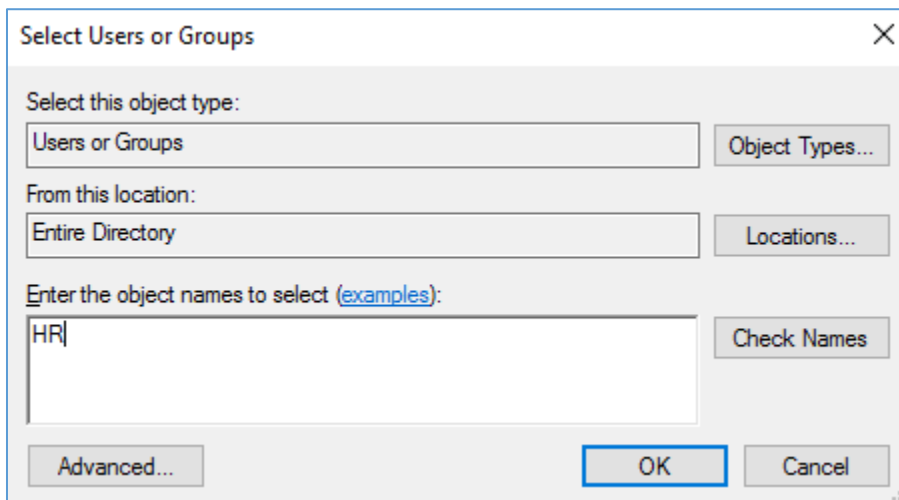 Select Users or Groups
Select this object type:
Users or Groups
Object Types...
From this location:
Entire Directory
Locations...
Enter the object names to select (examples):
HR
Check Names
Advanced...
OK
Cancel